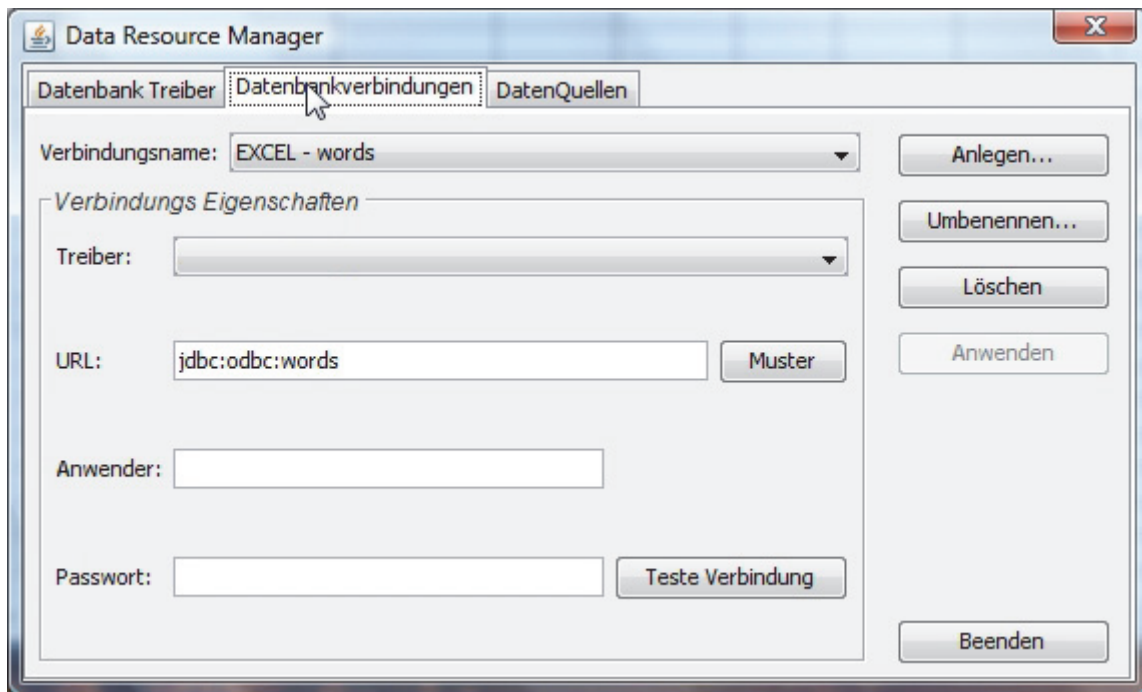 Data Resource Manager
Datenbank Treiber Datenbankverbindungen DatenQuellen
Verbindungsname: EXCEL - words Anlegen...
Verbindungs Eigenschaften
Umbenennen...
Treiber:
Löschen
URL: jdbc:odbc:words Muster Anwenden
Anwender:
Passwort: Teste Verbindung
Beenden